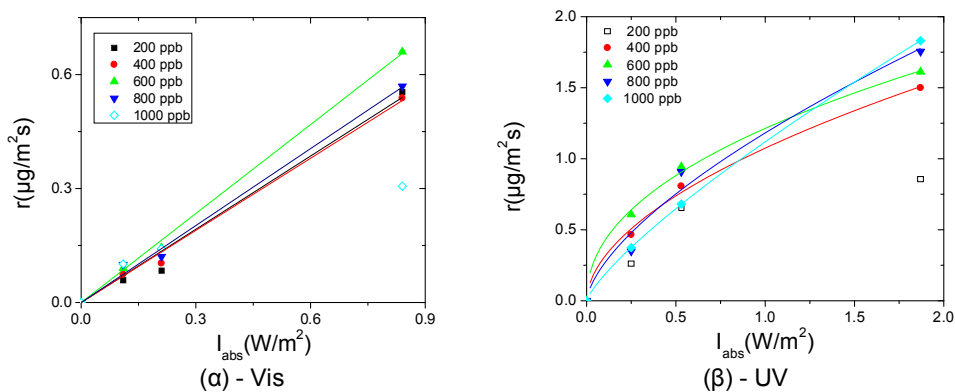 200 ppb
400 ppb
600 ppb
800 ppb
1000 ppb
r(μg/m²s)
0.6
0.3
0.0
0.0 0.3 0.6 0.9
I_abs(W/m²)
(α) - Vis
200 ppb
400 ppb
600 ppb
800 ppb
1000 ppb
r(μg/m²s)
2.0
1.5
1.0
0.5
0.0
0.0 0.5 1.0 1.5 2.0
I_abs(W/m²)
(β) - UV